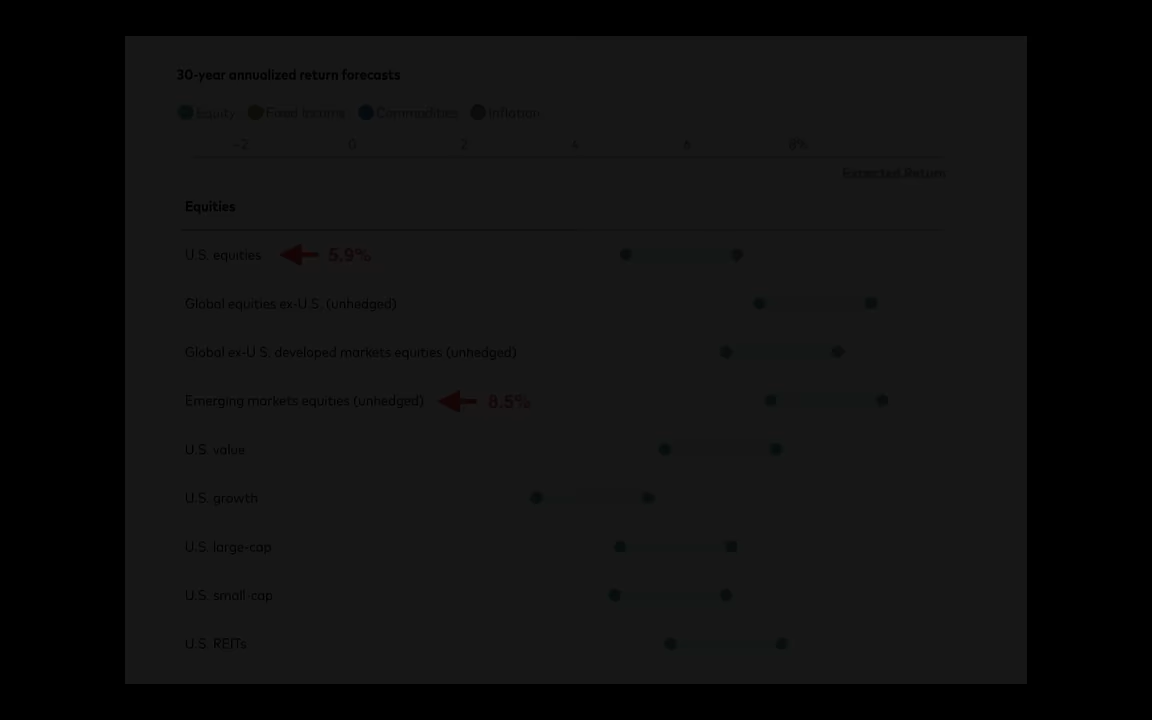 30-year annualized return forecasts
Equity Fixed Income Commodities Inflation
-2 0 2 4
Expected Return
Equities
U.S. equities 5.9%
Global equities ex-U.S. (unhedged)
Global ex-U.S. developed markets equities (unhedged)
Emerging markets equities (unhedged) 8.5%
U.S. value
U.S. growth
U.S. large-cap
U.S. small-cap
U.S. REITs